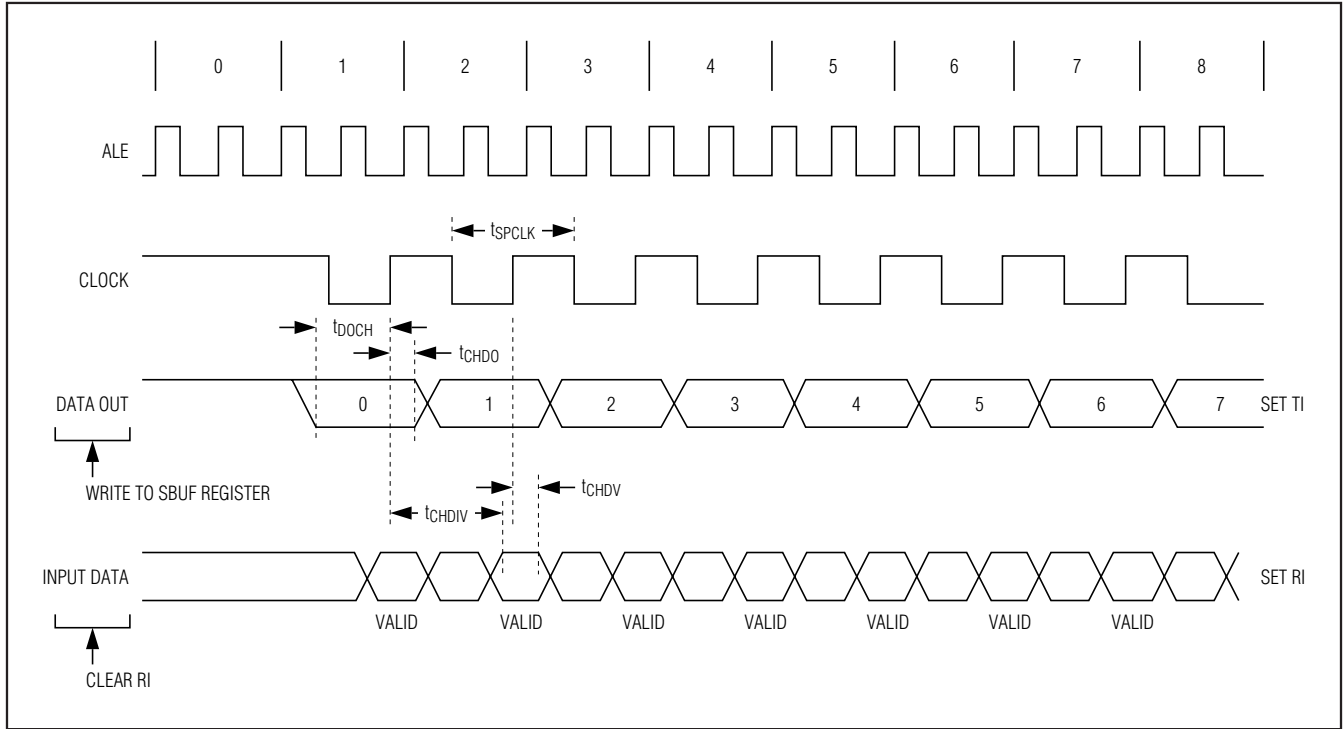 0 1 2 3 4 5 6 7 8
ALE
tSPCLK
CLOCK
tDOCH
tCHDO
DATA OUT 0 1 2 3 4 5 6 7 SET TI
WRITE TO SBUF REGISTER
tCHDV
tCHDIV
INPUT DATA SET RI
VALID VALID VALID VALID VALID VALID VALID
CLEAR RI